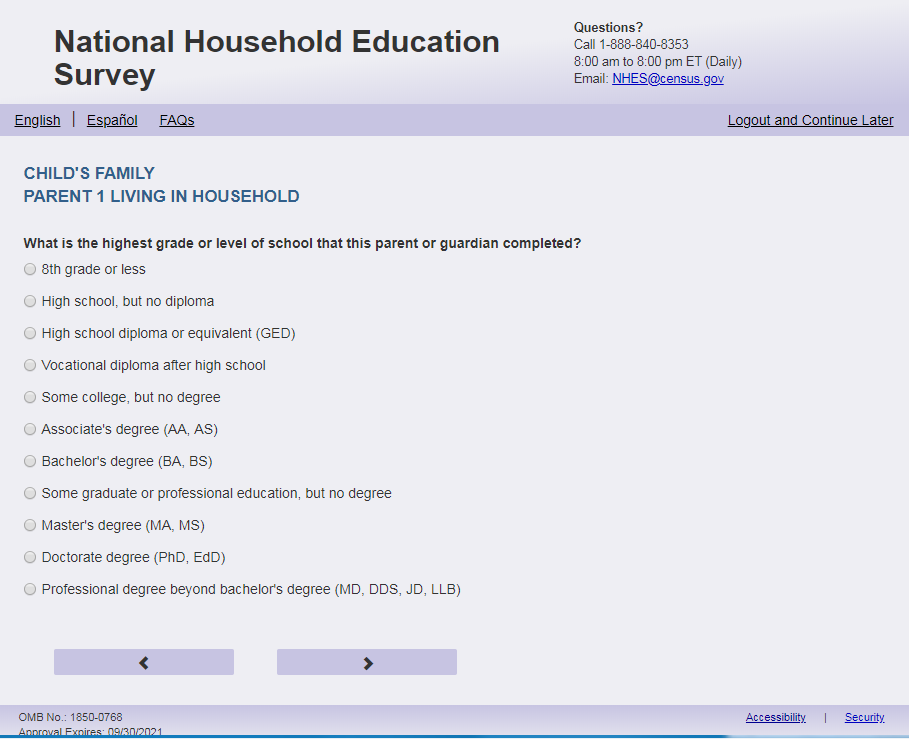 National Household Education
Survey
Questions?
Call 1-888-840-8353
8:00 am to 8:00 pm ET (Daily)
Email: NHES@census.gov
English | Español FAQs
Logout and Continue Later
CHILD'S FAMILY
PARENT 1 LIVING IN HOUSEHOLD
What is the highest grade or level of school that this parent or guardian completed?
8th grade or less
High school, but no diploma
High school diploma or equivalent (GED)
Vocational diploma after high school
Some college, but no degree
Associate's degree (AA, AS)
Bachelor's degree (BA, BS)
Some graduate or professional education, but no degree
Master's degree (MA, MS)
Doctorate degree (PhD, EdD)
Professional degree beyond bachelor's degree (MD, DDS, JD, LLB)
OMB No.: 1850-0768
Approval Expires: 09/30/2021
Accessibility | Security